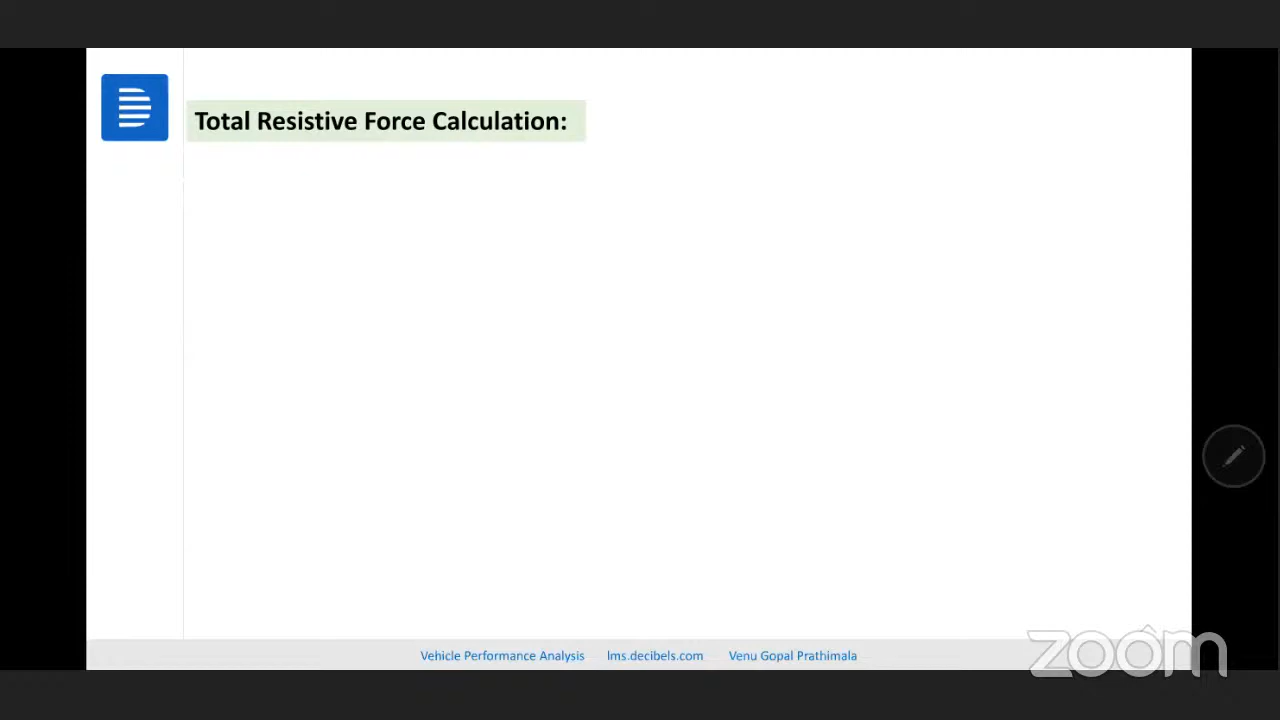 Total Resistive Force Calculation:
Vehicle Performance Analysis lms.decibels.com Venu Gopal Prathimala
zoom